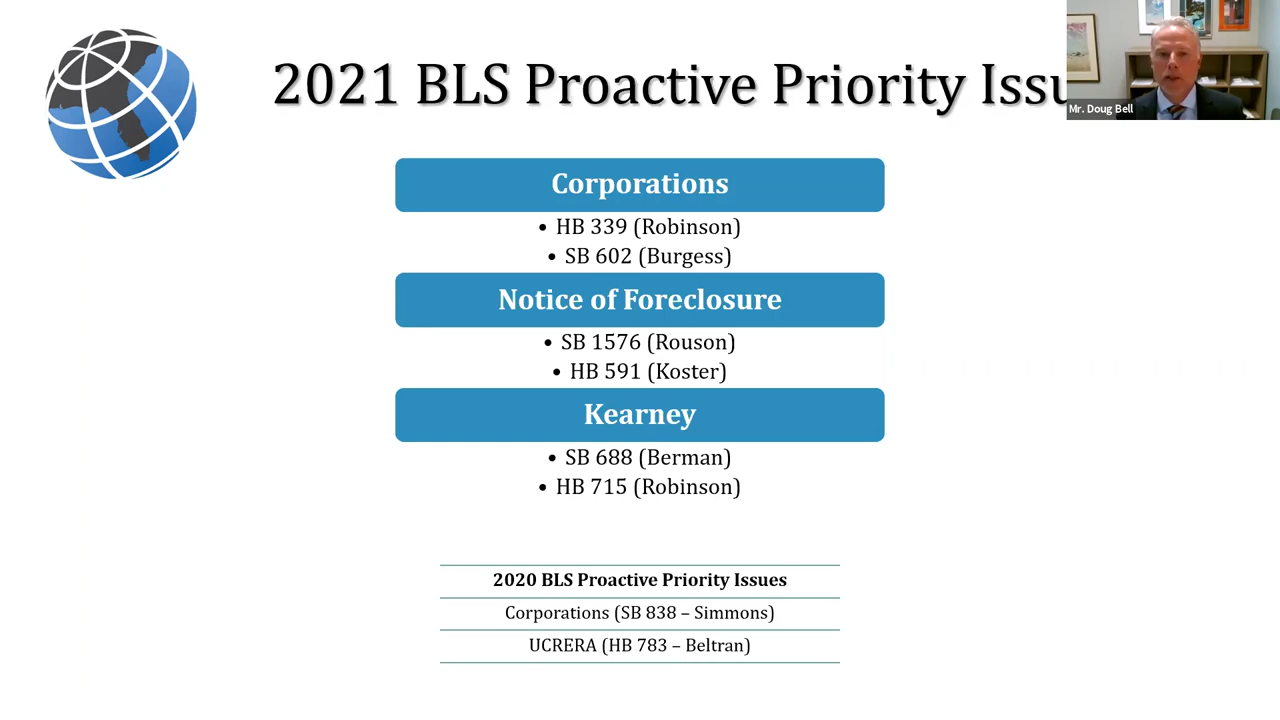 2021 BLS Proactive Priority Issu
Mr. Doug Bell
Corporations
• HB 339 (Robinson)
• SB 602 (Burgess)
Notice of Foreclosure
• SB 1576 (Rouson)
• HB 591 (Koster)
Kearney
• SB 688 (Berman)
• HB 715 (Robinson)
2020 BLS Proactive Priority Issues
Corporations (SB 838 – Simmons)
UCRERA (HB 783 – Beltran)